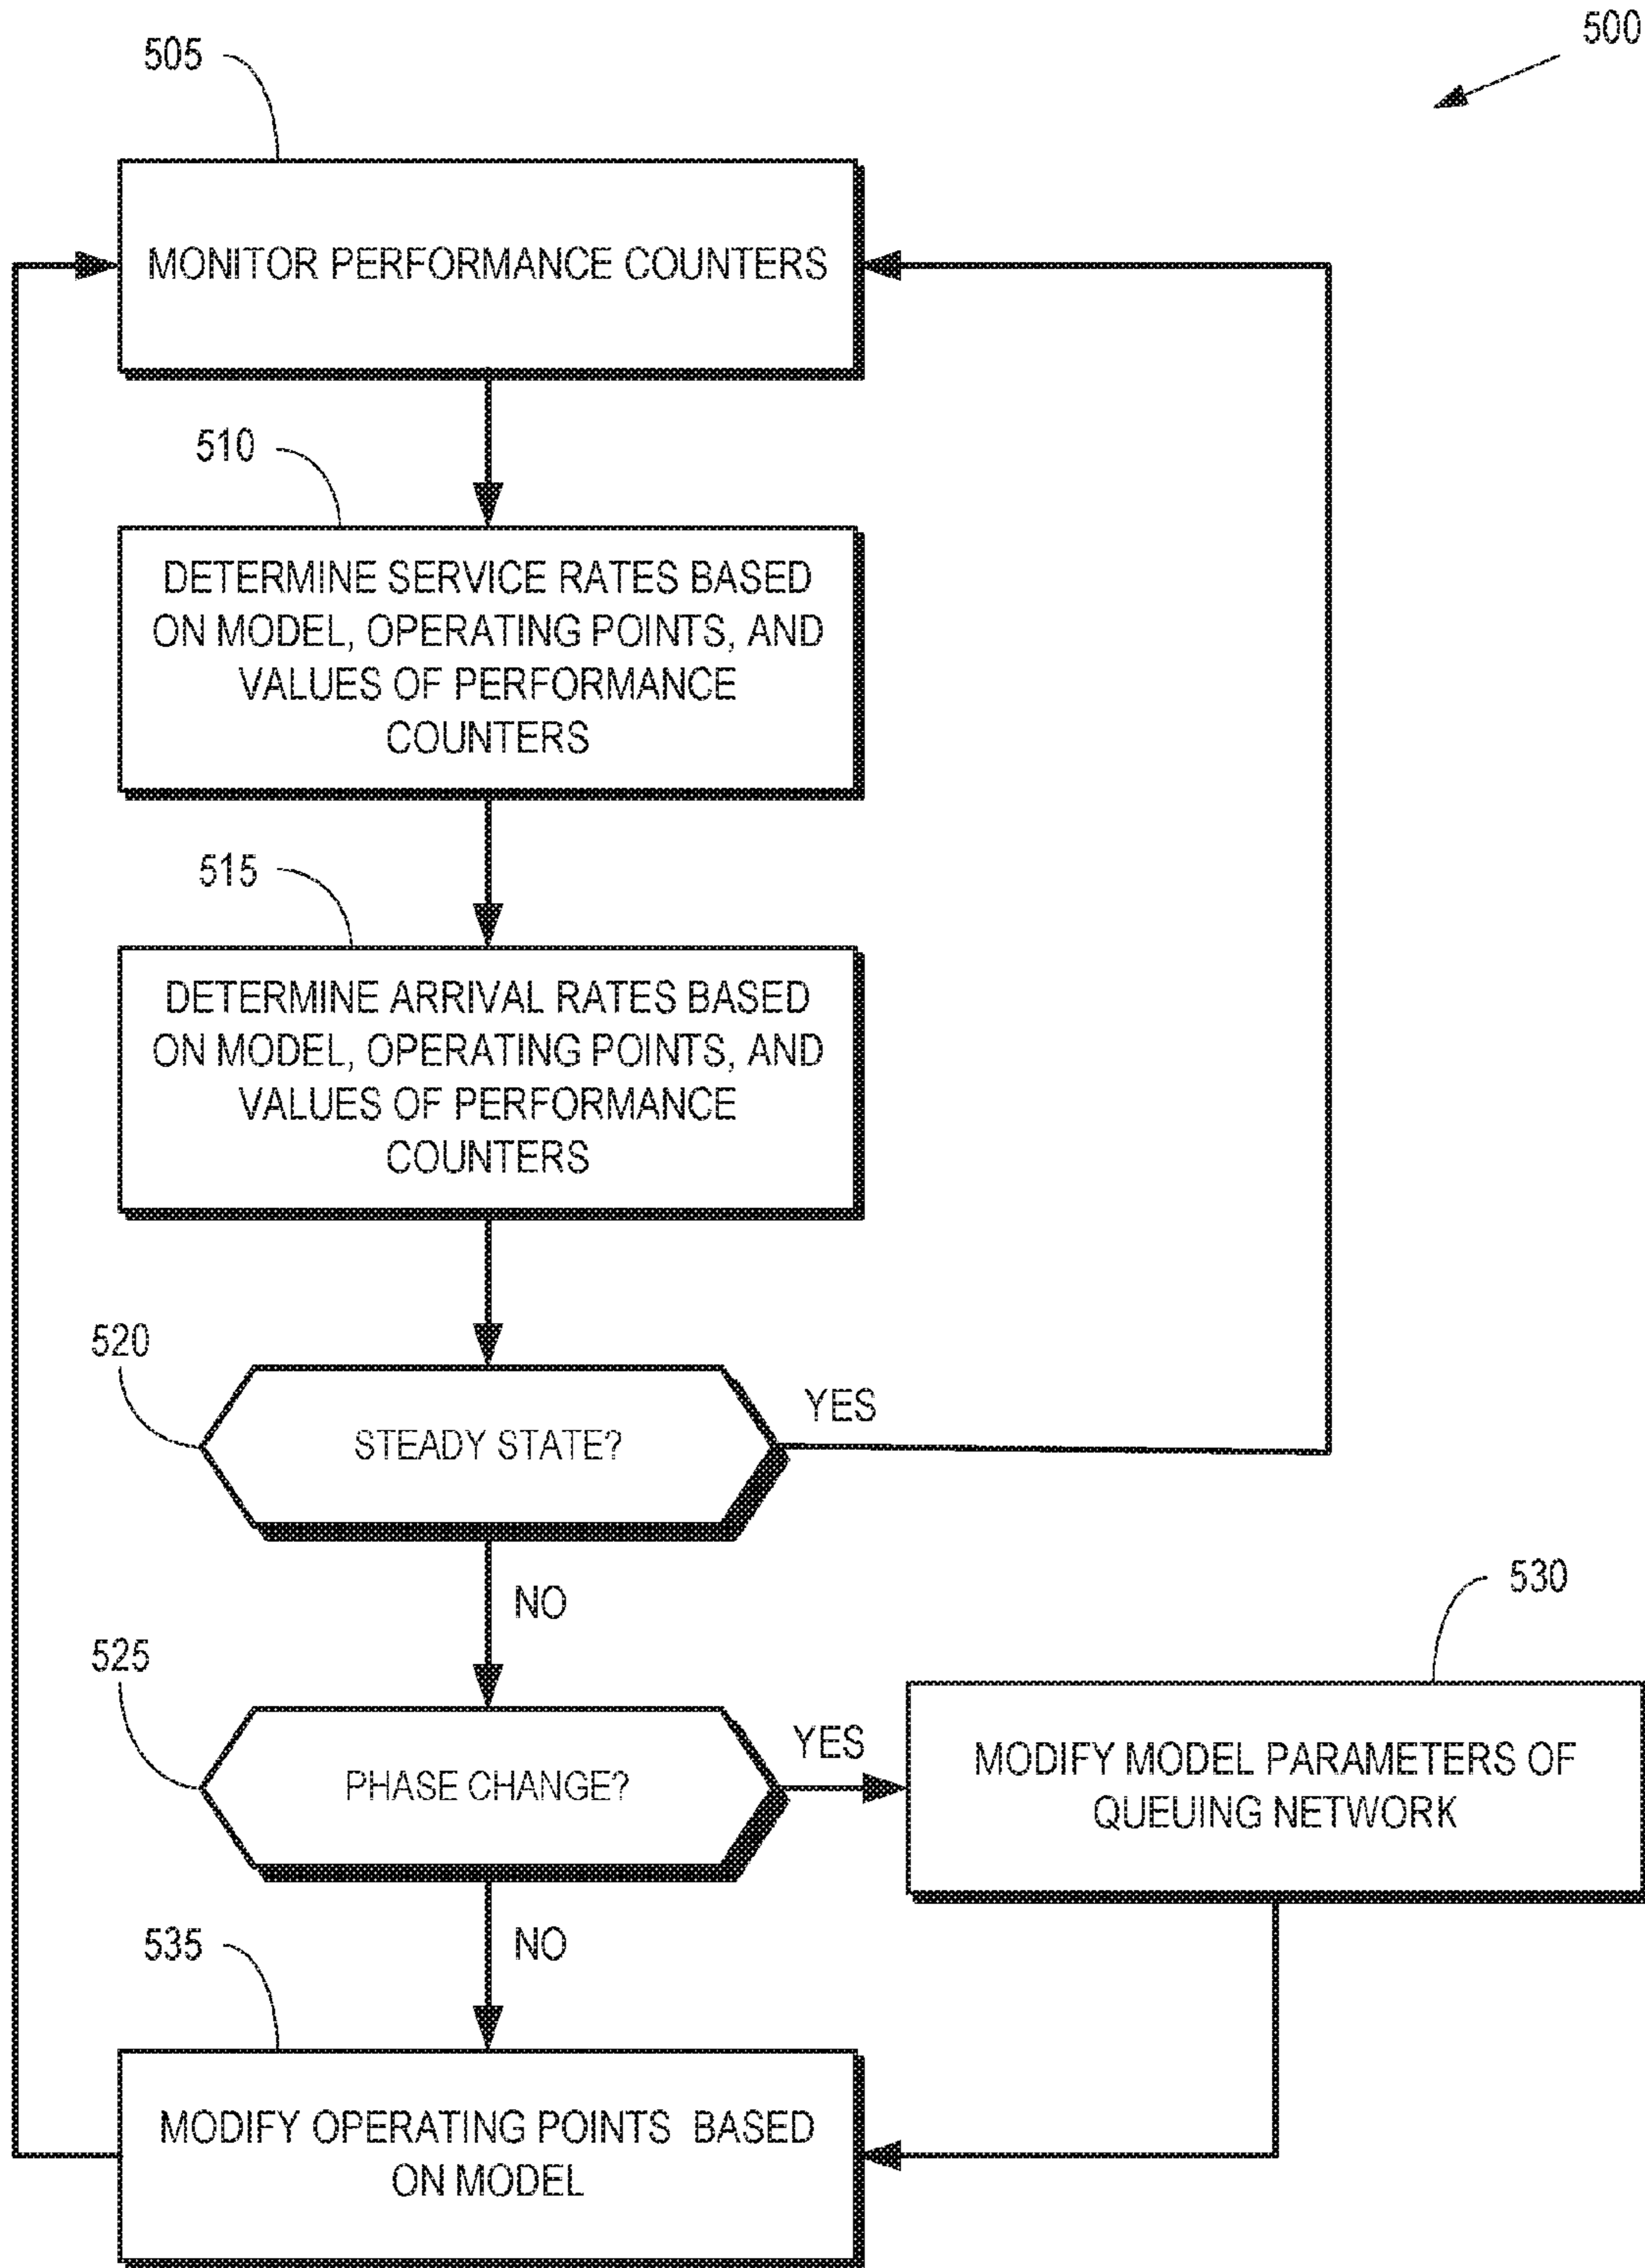 500
505
MONITOR PERFORMANCE COUNTERS
510
DETERMINE SERVICE RATES BASED
ON MODEL, OPERATING POINTS, AND
VALUES OF PERFORMANCE
COUNTERS
515
DETERMINE ARRIVAL RATES BASED
ON MODEL, OPERATING POINTS, AND
VALUES OF PERFORMANCE
COUNTERS
520
STEADY STATE?
YES
NO
525
PHASE CHANGE?
YES
530
MODIFY MODEL PARAMETERS OF
QUEUING NETWORK
NO
535
MODIFY OPERATING POINTS BASED
ON MODEL